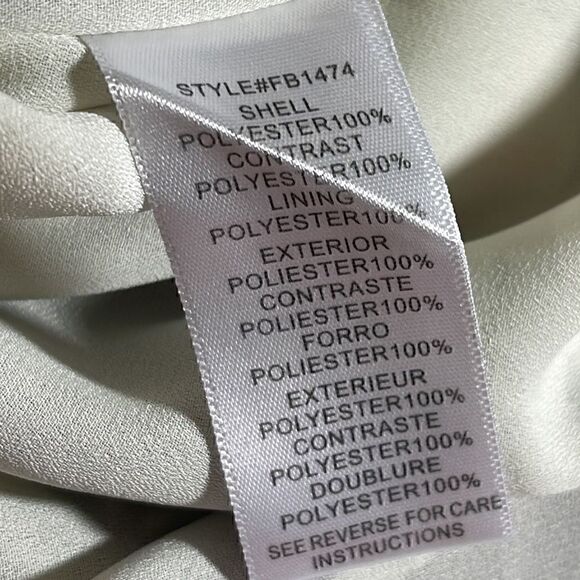 STYLE#FB1474
SHELL
POLYESTER100%
CONTRAST
POLYESTER100%
LINING
POLYESTER100%
EXTERIOR
POLIESTER100%
CONTRASTE
POLIESTER100%
FORRO
POLIESTER100%
EXTERIEUR
POLYESTER100%
CONTRASTE
POLYESTER100%
DOUBLURE
POLYESTER100%
SEE REVERSE FOR CARE
INSTRUCTIONS